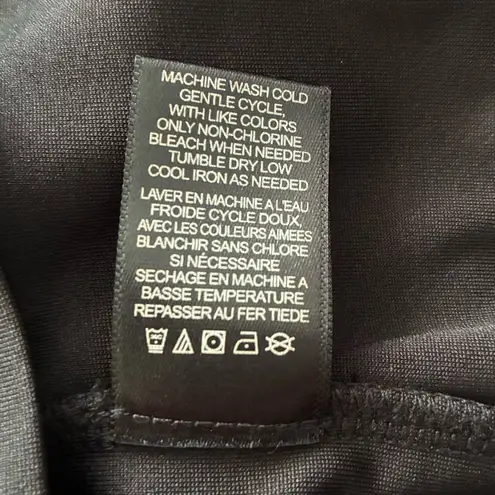 MACHINE WASH COLD
GENTLE CYCLE,
WITH LIKE COLORS
ONLY NON-CHLORINE
BLEACH WHEN NEEDED
TUMBLE DRY LOW
COOL IRON AS NEEDED
LAVER EN MACHINE A L'EAU
FROIDE CYCLE DOUX,
AVEC LES COULEURS AIMEES
BLANCHIR SANS CHLORE
SI NÉCESSAIRE
SECHAGE EN MACHINE A
BASSE TEMPERATURE
REPASSER AU FER TIEDE